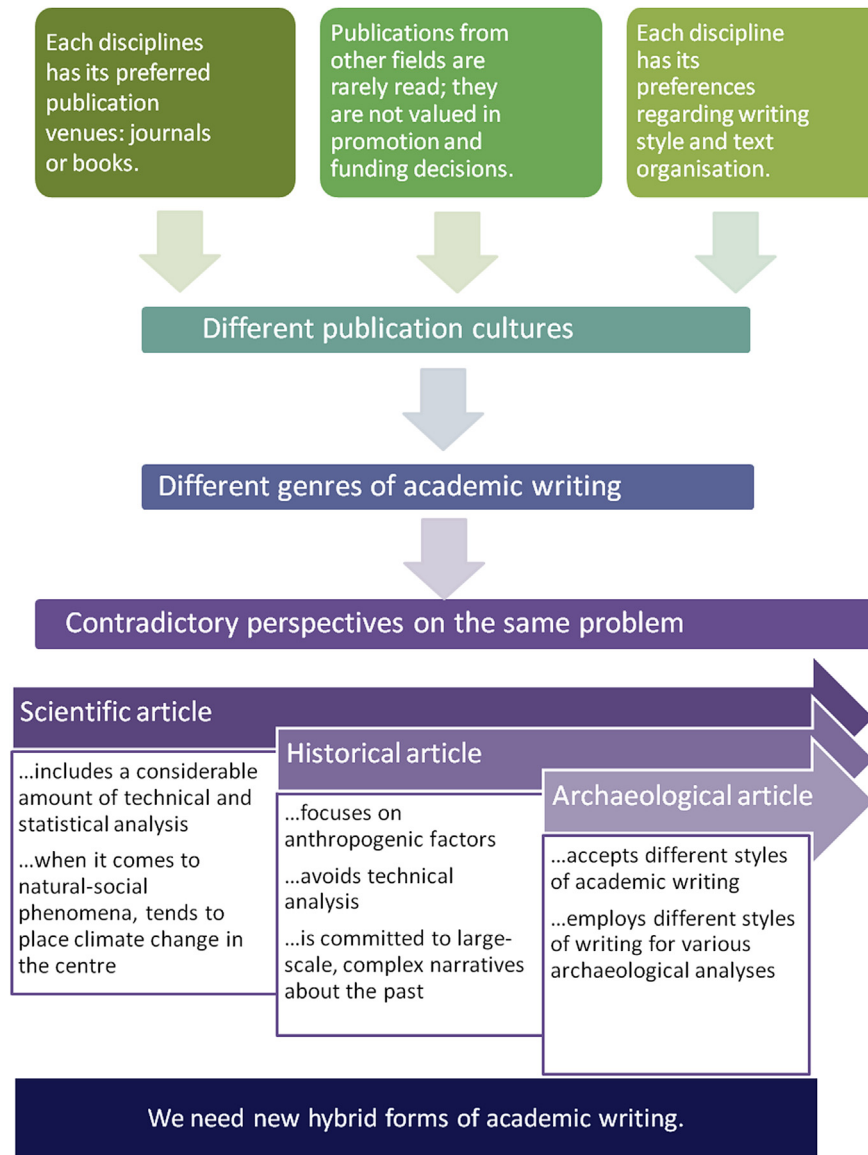 Each disciplines
has its preferred
publication
venues: journals
or books.
Publications from
other fields are
rarely read; they
are not valued in
promotion and
funding decisions.
Each discipline
has its
preferences
regarding writing
style and text
organisation.
Different publication cultures
Different genres of academic writing
Contradictory perspectives on the same problem
Scientific article
...includes a considerable
amount of technical and
statistical analysis
...when it comes to
natural-social
phenomena, tends to
place climate change in
the centre
Historical article
...focuses on
anthropogenic factors
...avoids technical
analysis
...is committed to large-
scale, complex narratives
about the past
Archaeological article
...accepts different styles
of academic writing
...employs different styles
of writing for various
archaeological analyses
We need new hybrid forms of academic writing.